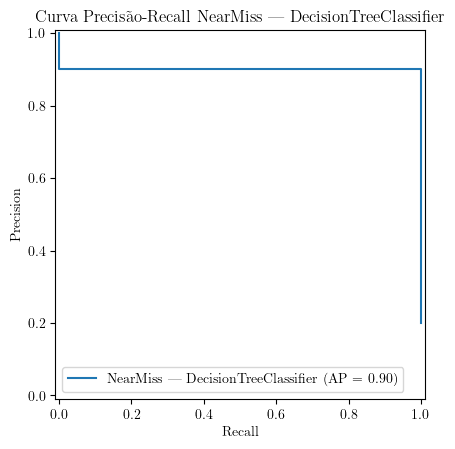 Curva Precisão-Recall NearMiss — DecisionTreeClassifier
1.0
0.8
0.6
0.4
0.2
0.0
Precision
NearMiss — DecisionTreeClassifier (AP = 0.90)
0.0 0.2 0.4 0.6 0.8 1.0
Recall